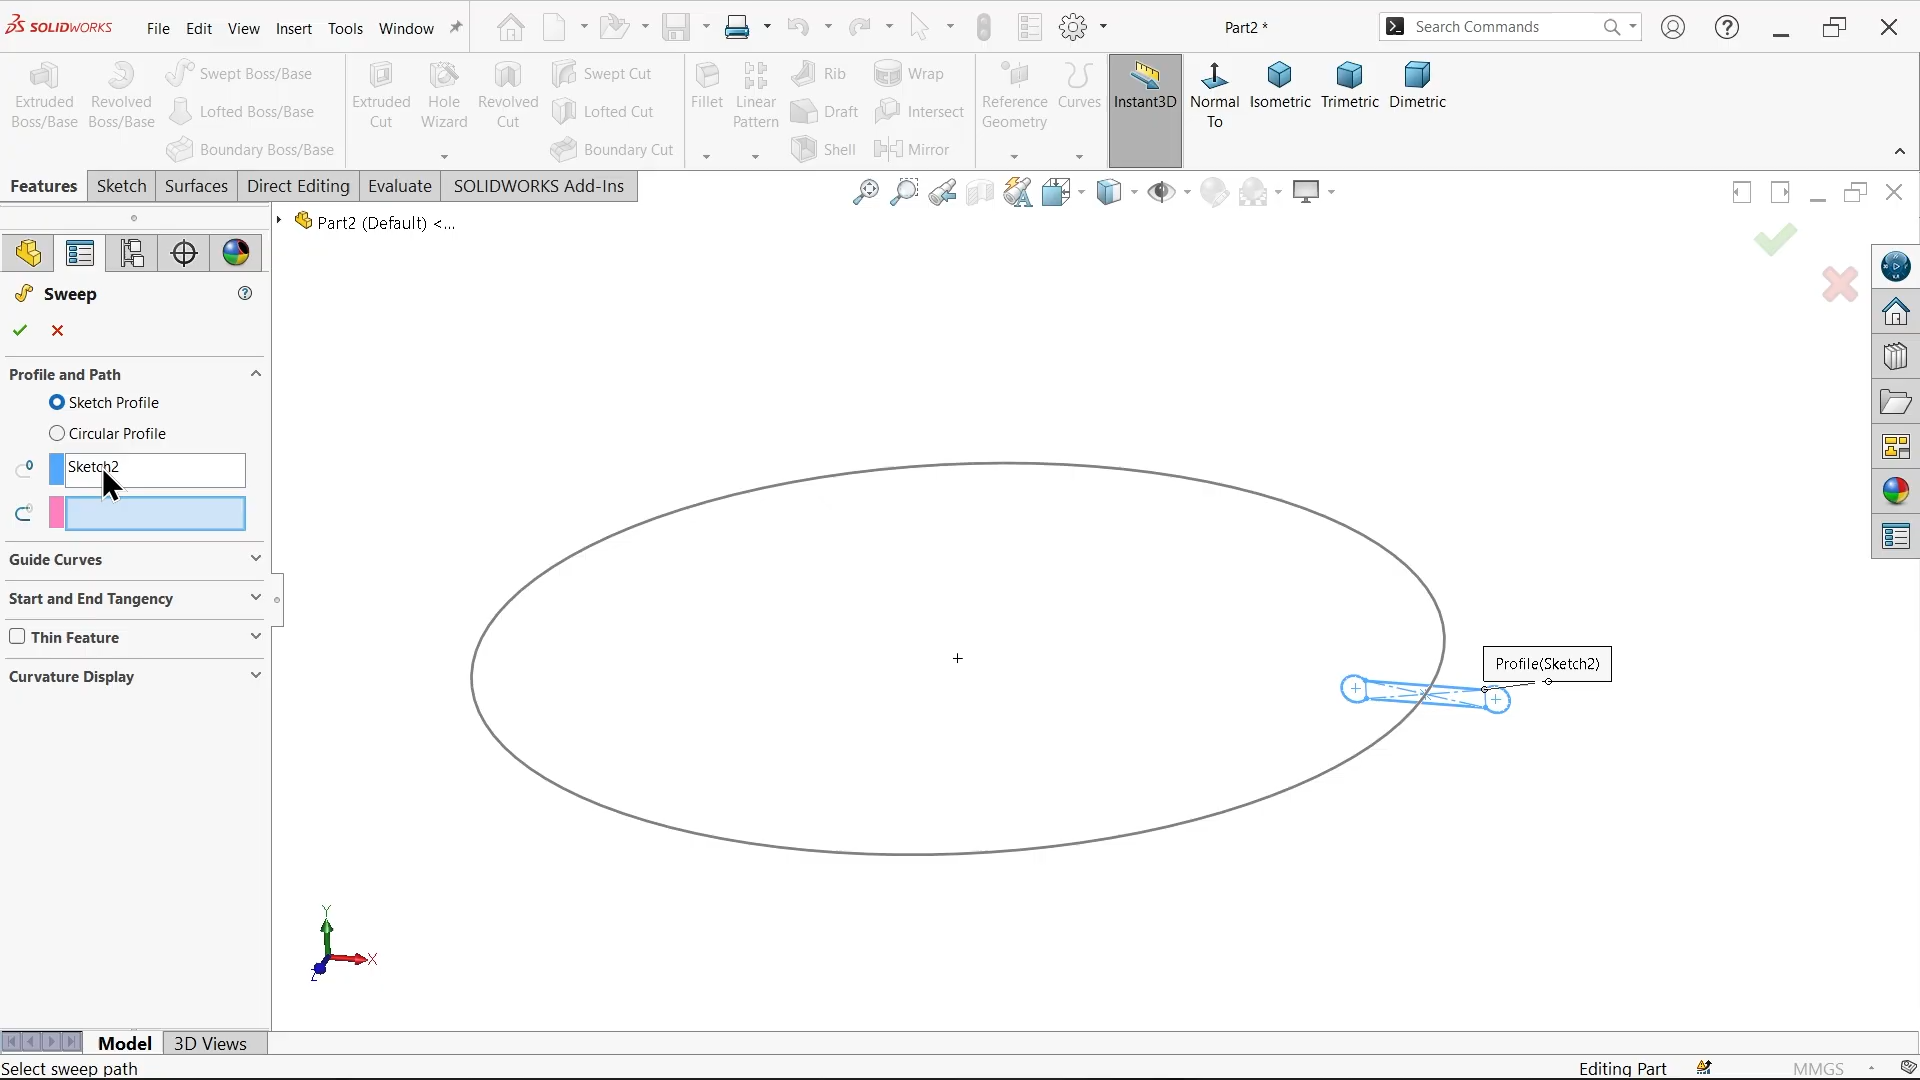 SOLIDWORKS
File Edit View Insert Tools Window
Part2 *
Search Commands
Extruded Boss/Base
Revolved Boss/Base
Swept Boss/Base
Lofted Boss/Base
Boundary Boss/Base
Extruded Cut
Hole Wizard
Revolved Cut
Swept Cut
Lofted Cut
Boundary Cut
Fillet
Linear Pattern
Rib
Draft
Shell
Wrap
Intersect
Mirror
Reference Geometry
Curves
Instant3D
Normal To
Isometric
Trimetric
Dimetric
Features Sketch Surfaces Direct Editing Evaluate SOLIDWORKS Add-Ins
Part2 (Default) <...
Sweep
Profile and Path
Sketch Profile
Circular Profile
Sketch2
Guide Curves
Start and End Tangency
Thin Feature
Curvature Display
Profile(Sketch2)
Y
X
Z
Model 3D Views
Select sweep path
Editing Part
MMGS